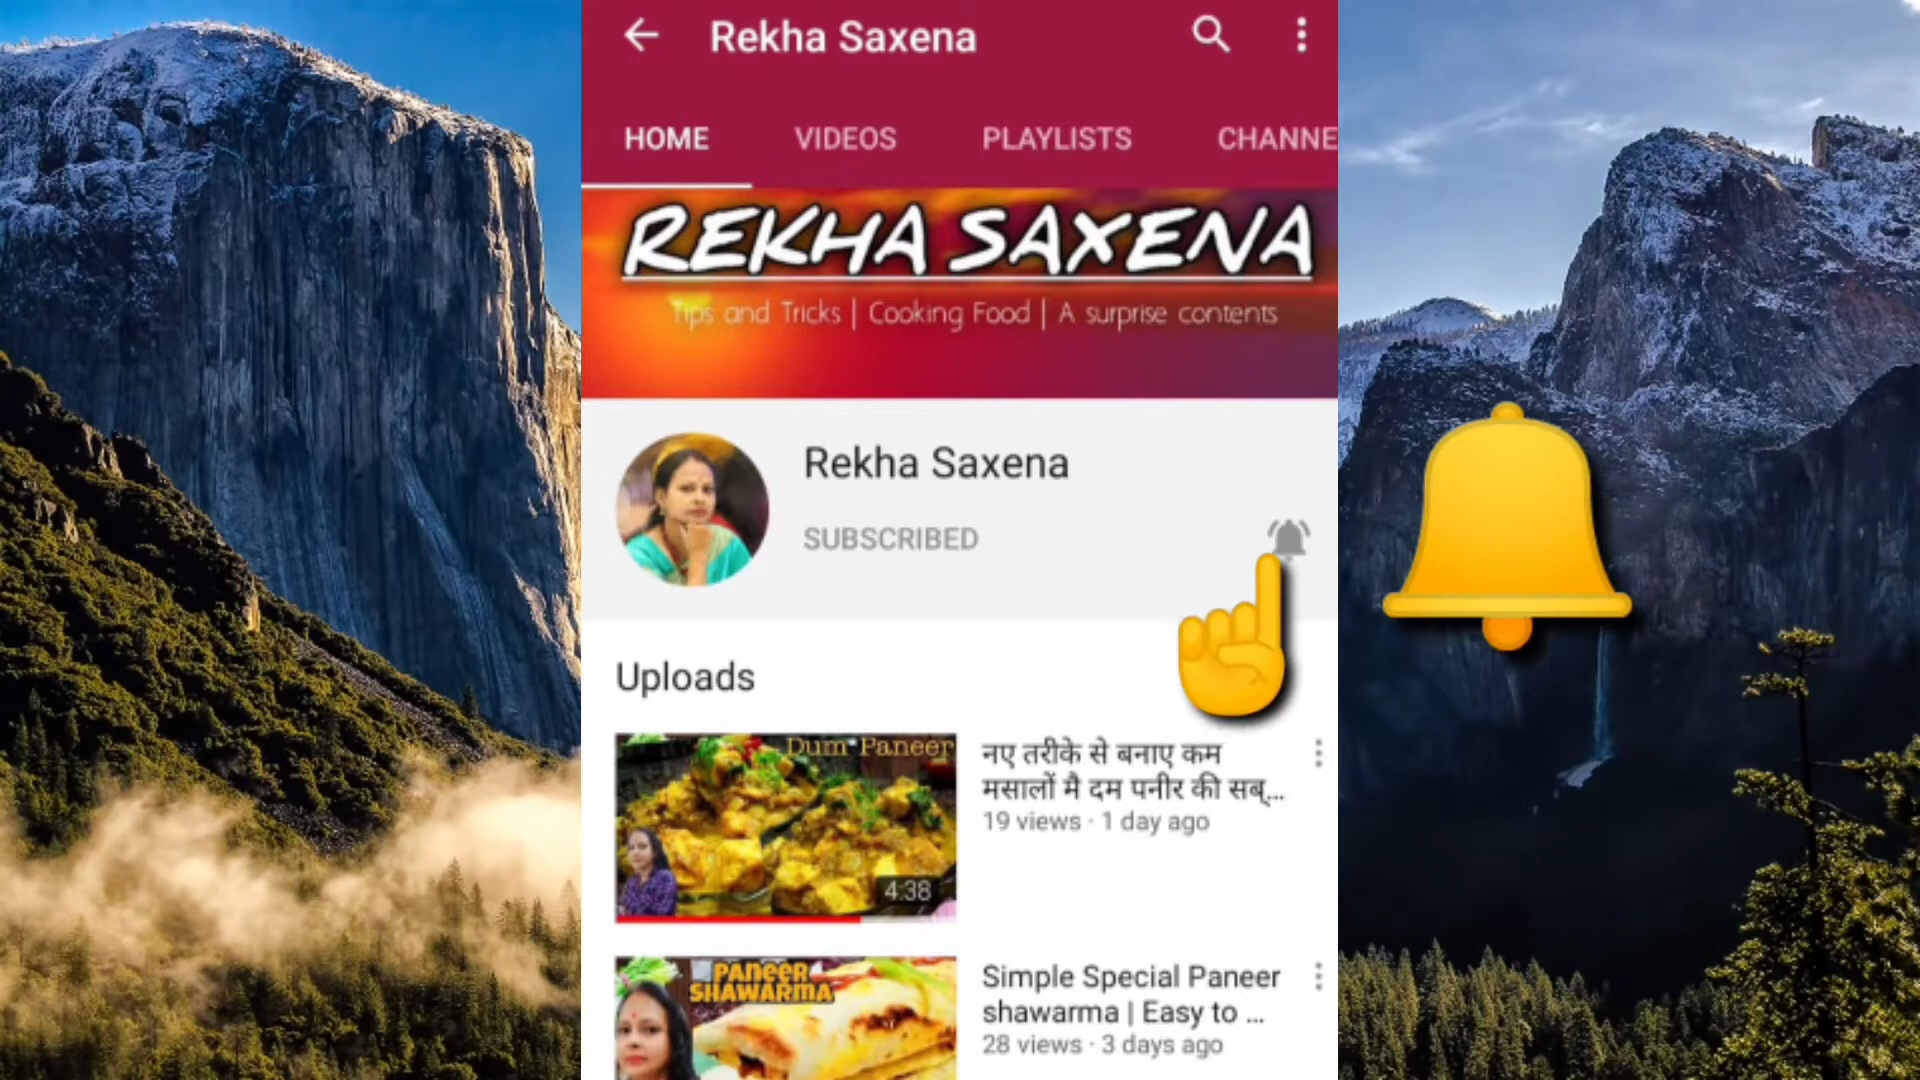 Rekha Saxena
HOME VIDEOS PLAYLISTS CHANNE
REKHA SAXENA
Tips and Tricks | Cooking Food | A surprise contents
Rekha Saxena
SUBSCRIBED
Uploads
Dum Paneer
4:38
नए तरीके से बनाए कम
मसालों मै दम पनीर की सब्...
19 views · 1 day ago
PANEER
SHAWARMA
Simple Special Paneer
shawarma | Easy to ...
28 views · 3 days ago